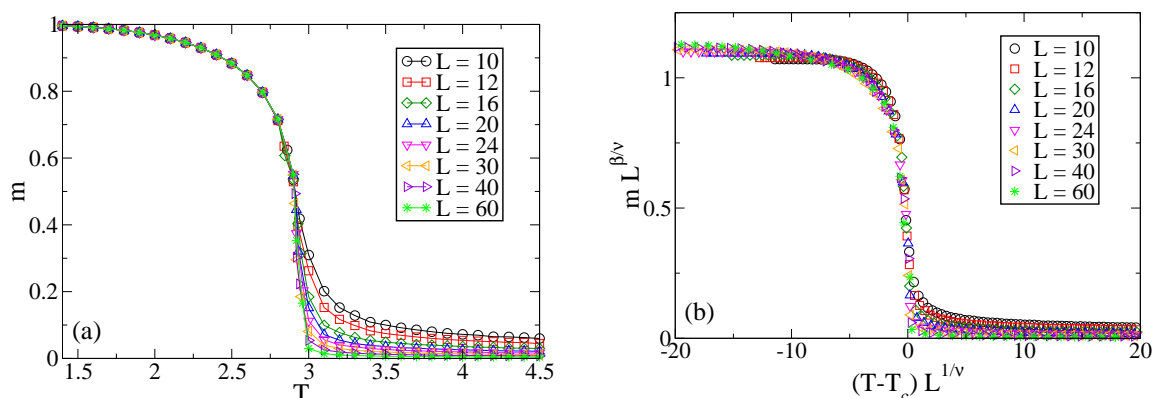 1
0.8
0.6
0.4
0.2
0
m
2
2.5
3
3.5
4
4.5
T
(a)
L = 10
L = 12
L = 16
L = 20
L = 24
L = 30
L = 40
L = 60
1
0.5
0
m L^{β/ν}
-20
-10
0
10
20
(T-T_c) L^{1/ν}
(b)
L = 10
L = 12
L = 16
L = 20
L = 24
L = 30
L = 40
L = 60